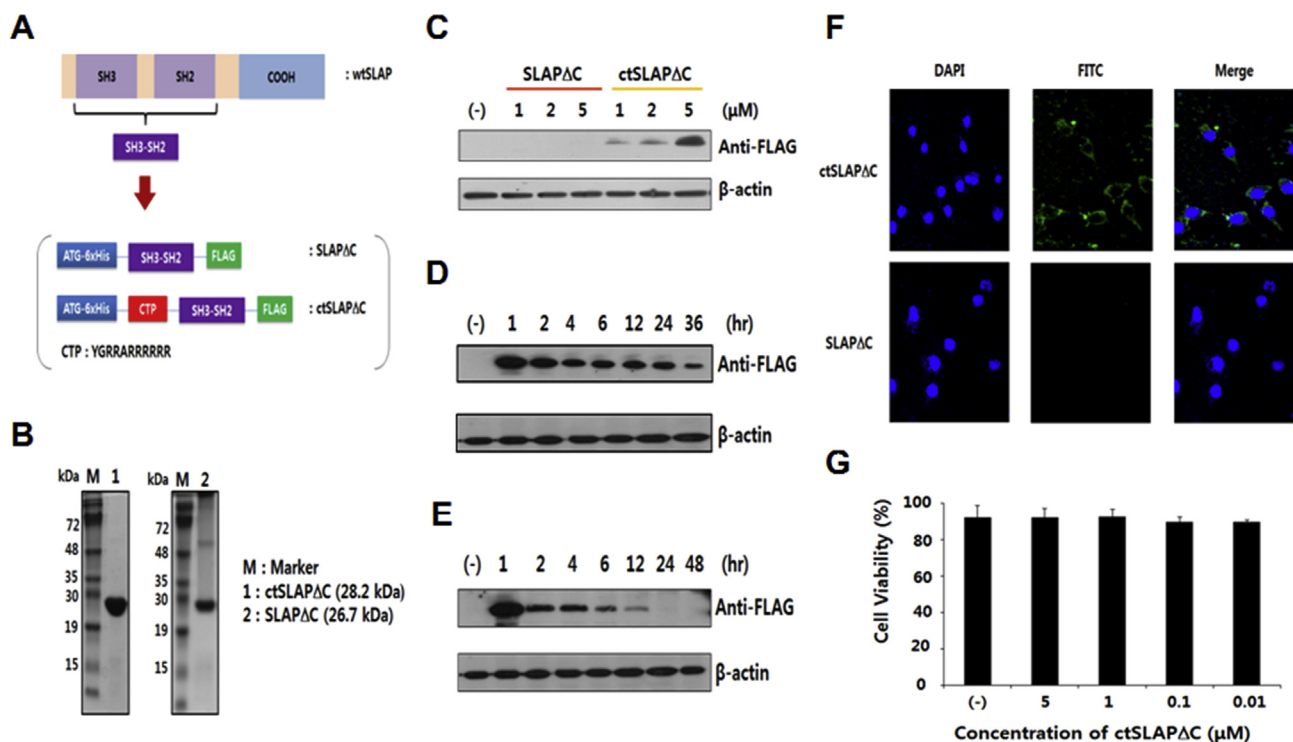 A
SH3 SH2 COOH : wtSLAP
SH3-SH2
ATG-6xHis SH3-SH2 FLAG : SLAPΔC
ATG-6xHis CTP SH3-SH2 FLAG : ctSLAPΔC
CTP : YGRRARRRRRR
B
kDa M 1 kDa M 2
72 72
48 48
35 35
30 30
19 19
15 15
M : Marker
1 : ctSLAPΔC (28.2 kDa)
2 : SLAPΔC (26.7 kDa)
C
SLAPΔC ctSLAPΔC
(-) 1 2 5 1 2 5 (μM)
Anti-FLAG
β-actin
D
(-) 1 2 4 6 12 24 36 (hr)
Anti-FLAG
β-actin
E
(-) 1 2 4 6 12 24 48 (hr)
Anti-FLAG
β-actin
F
DAPI FITC Merge
ctSLAPΔC
SLAPΔC
G
Cell Viability (%)
100
80
60
40
20
0
(-) 5 1 0.1 0.01
Concentration of ctSLAPΔC (μM)